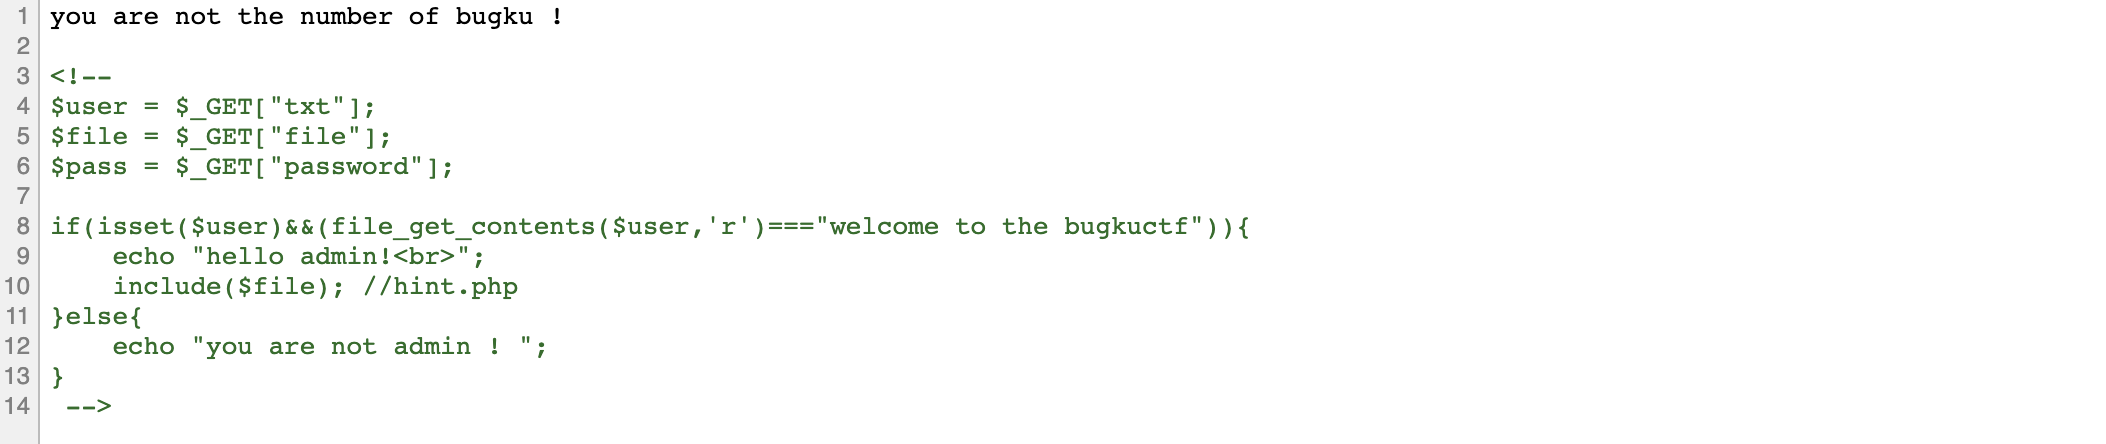 1 you are not the number of bugku !
2
3 <!--
4 $user = $_GET["txt"];
5 $file = $_GET["file"];
6 $pass = $_GET["password"];
7
8 if(isset($user)&&(file_get_contents($user,'r')==="welcome to the bugkuctf")){
9     echo "hello admin!<br>";
10     include($file); //hint.php
11 }else{
12     echo "you are not admin ! ";
13 }
14  -->